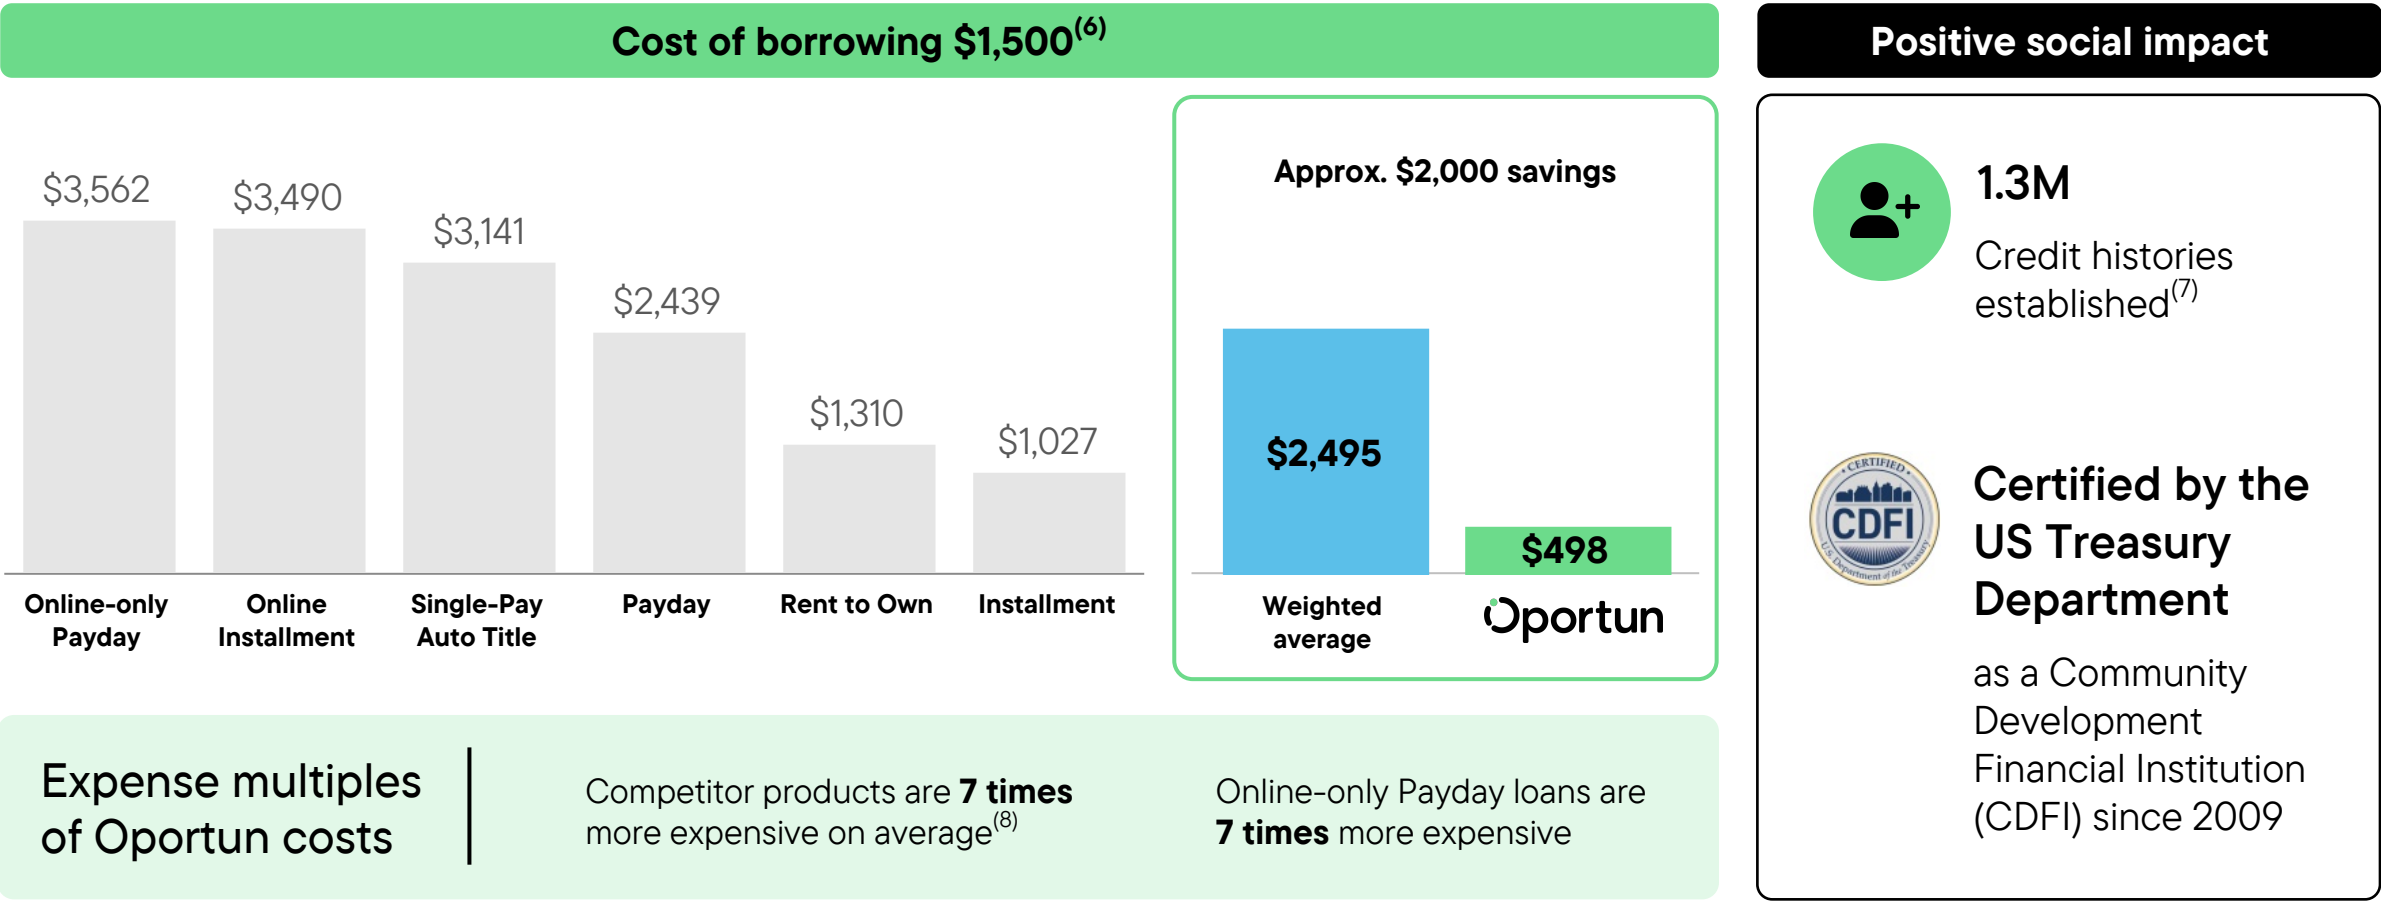 Cost of borrowing $1,500(6)
$3,562
$3,490
$3,141
$2,439
$1,310
$1,027
Online-only
Payday
Online
Installment
Single-Pay
Auto Title
Payday
Rent to Own
Installment
Approx. $2,000 savings
$2,495
$498
Weighted
average
Oportun
Expense multiples
of Oportun costs
Competitor products are 7 times
more expensive on average(8)
Online-only Payday loans are
7 times more expensive
Positive social impact
1.3M
Credit histories
established(7)
CERTIFIED
CDFI
U.S. Department of the Treasury
Certified by the
US Treasury
Department
as a Community
Development
Financial Institution
(CDFI) since 2009